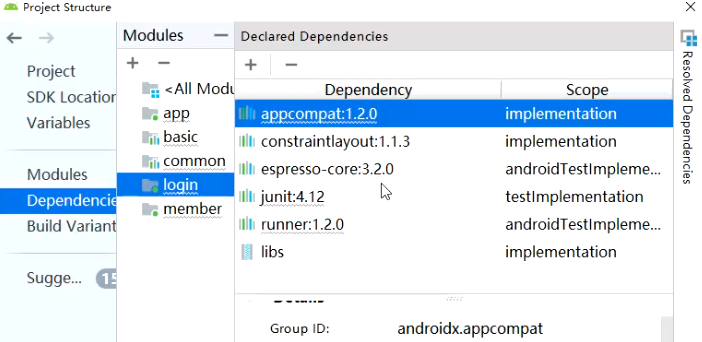 Project Structure
Project
SDK Location
Variables
Modules
Dependencie
Build Variant
Sugge...
Modules
<All Modu
app
basic
common
login
member
Declared Dependencies
Dependency Scope
appcompat:1.2.0 implementation
constraintlayout:1.1.3 implementation
espresso-core:3.2.0 androidTestImpleme...
junit:4.12 testImplementation
runner:1.2.0 androidTestImpleme...
libs implementation
Details
Group ID: androidx.appcompat
Resolved Dependencies